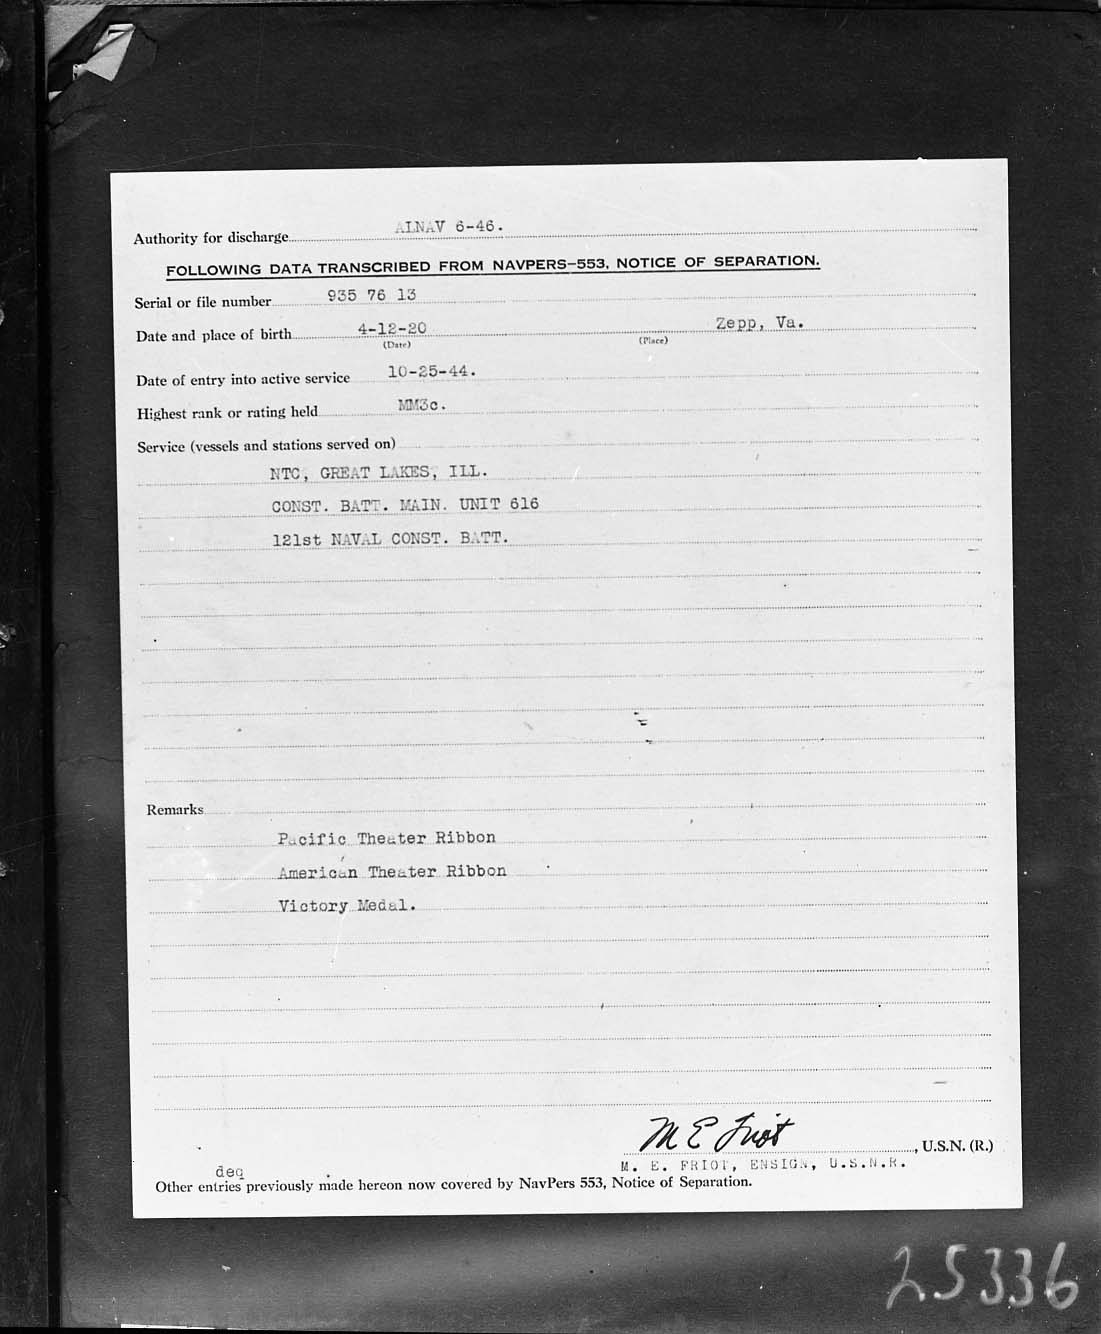 Authority for discharge ALNAV 6-46.
FOLLOWING DATA TRANSCRIBED FROM NAVPERS-553, NOTICE OF SEPARATION.
Serial or file number 935 76 13
Date and place of birth 4-12-20 Zepp, Va.
(Date) (Place)
Date of entry into active service 10-25-44.
Highest rank or rating held MM3c.
Service (vessels and stations served on)
NTC, GREAT LAKES, ILL.
CONST. BATT. MAIN. UNIT 616
121st NAVAL CONST. BATT.
Remarks
Pacific Theater Ribbon
American Theater Ribbon
Victory Medal.
M E Friot
, U.S.N. (R.)
M. E. FRIOT, ENSIGN, U.S.N.R.
deq
Other entries previously made hereon now covered by NavPers 553, Notice of Separation.
25336